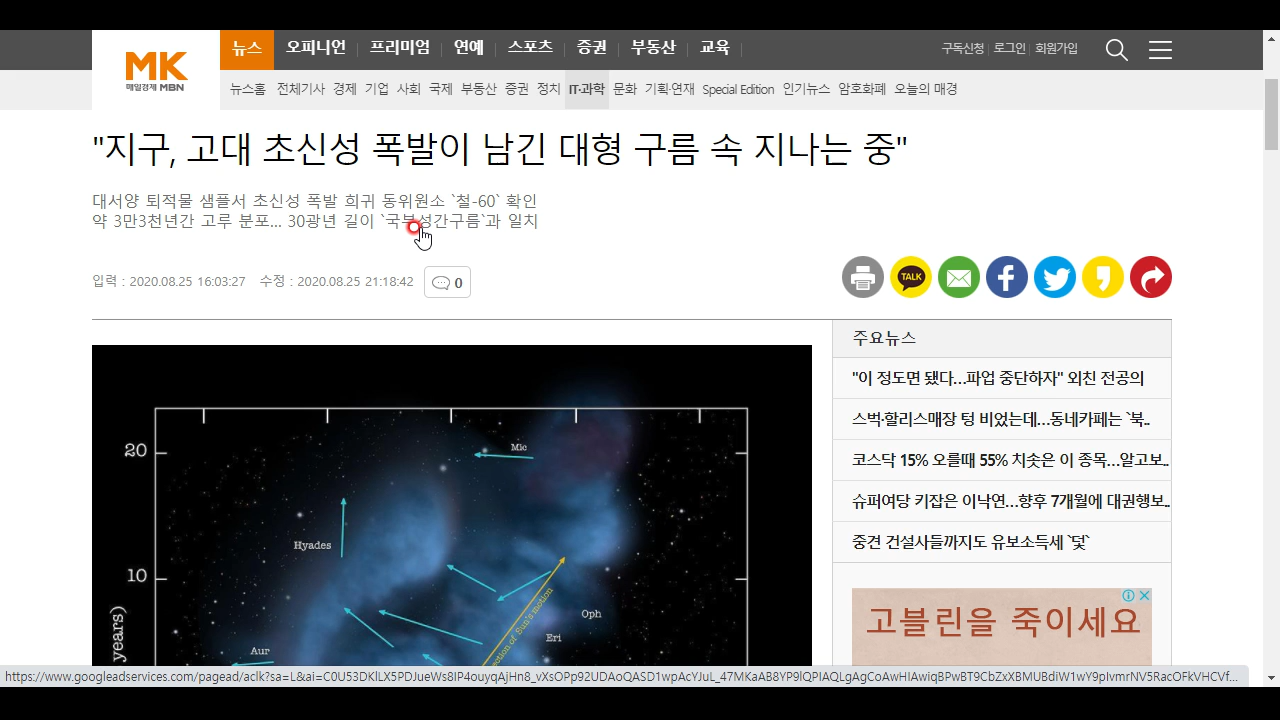 MK
매일경제 MBN
뉴스 오피니언 프리미엄 연예 스포츠 증권 부동산 교육
구독신청 로그인 회원가입
뉴스홈 전체기사 경제 기업 사회 국제 부동산 증권 정치 IT·과학 문화 기획·연재 Special Edition 인기뉴스 암호화폐 오늘의 매경
"지구, 고대 초신성 폭발이 남긴 대형 구름 속 지나는 중"
대서양 퇴적물 샘플서 초신성 폭발 희귀 동위원소 `철-60` 확인
약 3만3천년간 고루 분포... 30광년 길이 `국부성간구름`과 일치
입력 : 2020.08.25 16:03:27 수정 : 2020.08.25 21:18:42 0
TALK
주요뉴스
"이 정도면 됐다…파업 중단하자" 외친 전공의
스벅·할리스매장 텅 비었는데…동네카페는 `북..
코스닥 15% 오를때 55% 치솟은 이 종목…알고보..
슈퍼여당 키잡은 이낙연…향후 7개월에 대권행보..
중견 건설사들까지도 유보소득세 `덫`
20
Mic
Hyades
10
years)
Oph
Eri
Aur
ection of Sun's motion
고블린을 죽이세요